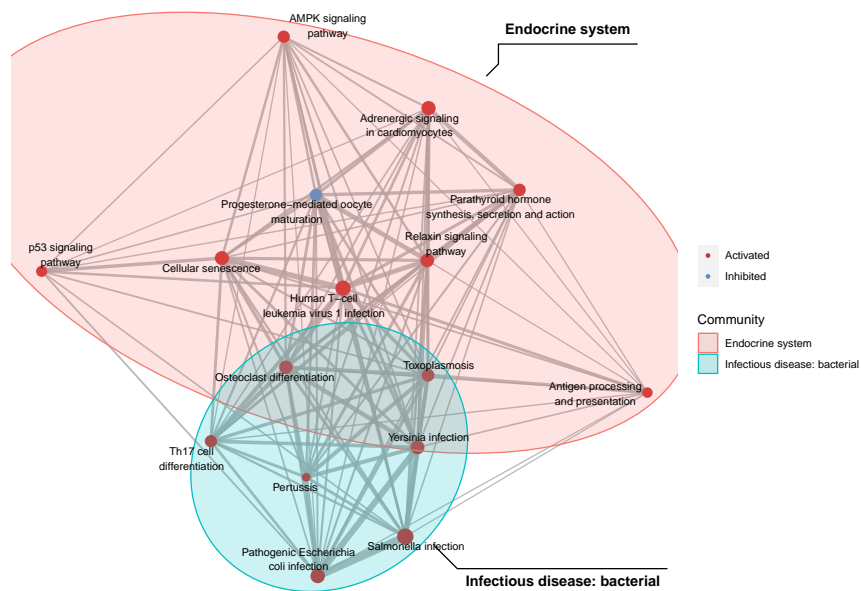 AMPK signaling
pathway
Endocrine system
Adrenergic signaling
in cardiomyocytes
Progesterone−mediated oocyte
maturation
Parathyroid hormone
synthesis, secretion and action
p53 signaling
pathway
Cellular senescence
Relaxin signaling
pathway
Human T−cell
leukemia virus 1 infection
Activated
Inhibited
Community
Endocrine system
Infectious disease: bacterial
Osteoclast differentiation
Toxoplasmosis
Antigen processing
and presentation
Th17 cell
differentiation
Yersinia infection
Pertussis
Pathogenic Escherichia
coli infection
Salmonella infection
Infectious disease: bacterial